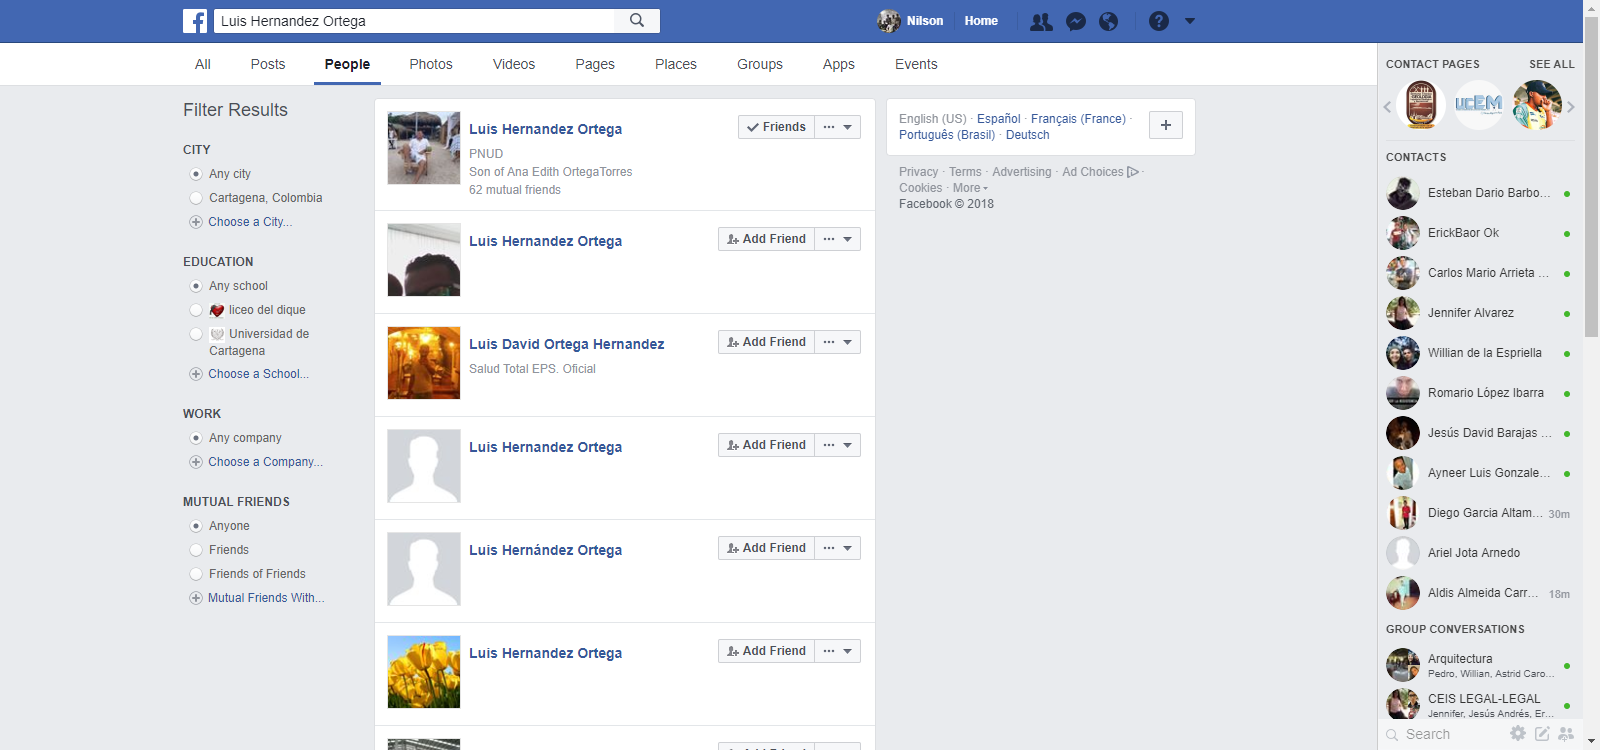 Luis Hernandez Ortega
Nilson
Home
All
Posts
People
Photos
Videos
Pages
Places
Groups
Apps
Events
Filter Results
CITY
Any city
Cartagena, Colombia
Choose a City...
EDUCATION
Any school
liceo del dique
Universidad de
Cartagena
Choose a School...
WORK
Any company
Choose a Company...
MUTUAL FRIENDS
Anyone
Friends
Friends of Friends
Mutual Friends With...
Luis Hernandez Ortega
Friends
PNUD
Son of Ana Edith OrtegaTorres
62 mutual friends
Luis Hernandez Ortega
Add Friend
Luis David Ortega Hernandez
Add Friend
Salud Total EPS. Oficial
Luis Hernandez Ortega
Add Friend
Luis Hernández Ortega
Add Friend
Luis Hernandez Ortega
Add Friend
Add Friend
English (US) · Español · Français (France) ·
Português (Brasil) · Deutsch
Privacy · Terms · Advertising · Ad Choices ·
Cookies · More
Facebook © 2018
CONTACT PAGES
SEE ALL
UCEM
CONTACTS
Esteban Dario Barbo...
ErickBaor Ok
Carlos Mario Arrieta ...
Jennifer Alvarez
Willian de la Espriella
Romario López Ibarra
Jesús David Barajas ...
Ayneer Luis Gonzale...
Diego Garcia Altam... 30m
Ariel Jota Arnedo
Aldis Almeida Carr... 18m
GROUP CONVERSATIONS
Arquitectura
Pedro, Willian, Astrid Caro...
CEIS LEGAL-LEGAL
Jennifer, Jesús Andrés, Er...
Search